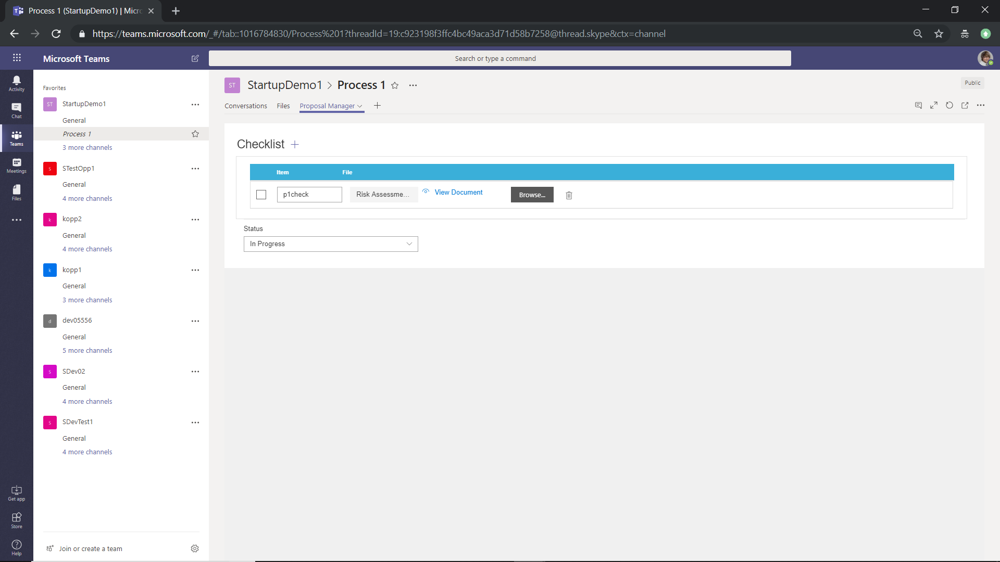 Process 1 (StartupDemo1) | Micro
https://teams.microsoft.com/_#/tab::1016784830/Process%201?threadId=19:c923198f3ffc4bc49aca3d71d58b7258@thread.skype&ctx=channel
Microsoft Teams
Search or type a command
Activity
Chat
Teams
Meetings
Files
Get app
Store
Help
Favorites
ST StartupDemo1
General
Process 1
3 more channels
S STestOpp1
General
4 more channels
k kopp2
General
4 more channels
k kopp1
General
3 more channels
d dev05556
General
5 more channels
S SDev02
General
4 more channels
S SDevTest1
General
4 more channels
Join or create a team
ST StartupDemo1 > Process 1
Public
Conversations Files Proposal Manager
Checklist
Item File
p1check Risk Assessme... View Document Browse...
Status
In Progress